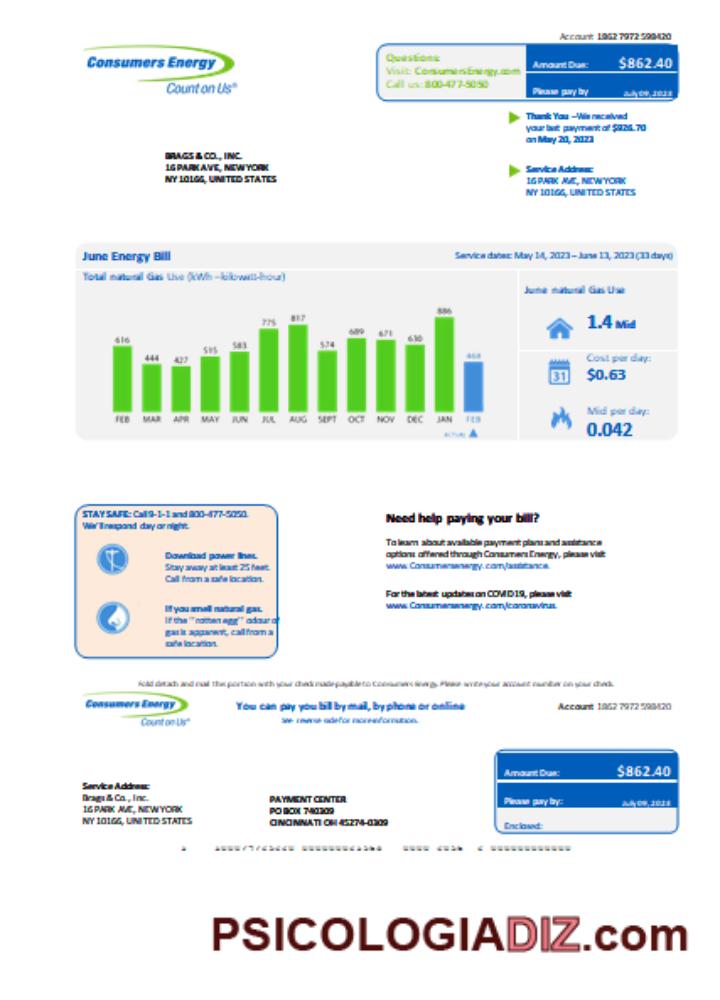 Account 1862 7972 598420
Consumers Energy
Count on Us®
Questions:
Visit: ConsumersEnergy.com
Call us: 800-477-5050
Amount Due: $862.40
Please pay by July 09, 2023
Thank You –We received
your last payment of $926.70
on May 20, 2023
BRAGS & CO., INC.
16 PARK AVE, NEW YORK
NY 10166, UNITED STATES
Service Address:
16 PARK AVE, NEW YORK
NY 10166, UNITED STATES
June Energy Bill
Service dates: May 14, 2023 – June 13, 2023 (33 days)
Total natural Gas Use (kWh –kilowatt-hour)
616 444 427 515 583 775 817 574 689 671 630 886 468
FEB MAR APR MAY JUN JUL AUG SEPT OCT NOV DEC JAN FEB
ACTUAL
June natural Gas Use
1.4 Mid
Cost per day:
31
$0.63
Mid per day:
0.042
STAY SAFE: Call 9-1-1 and 800-477-5050.
We'll respond day or night.
Download power lines.
Stay away at least 25 feet.
Call from a safe location.
If you smell natural gas.
If the "rotten egg" odour of
gas is apparent, call from a
safe location.
Need help paying your bill?
To learn about available payment plans and assistance
options offered through Consumers Energy, please visit
www. Consumersenergy. com/assistance.
For the latest updates on COVID19, please visit
www. Consumersenergy. com/coronavirus.
Fold detach and mail this portion with your check made payable to Consumers Energy. Please write your account number on your check.
Consumers Energy
Count on Us®
You can pay you bill by mail, by phone or online
See reverse side for more information.
Account 1862 7972 598420
Amount Due: $862.40
Please pay by: July 09, 2023
Enclosed:
Service Address:
Brags & Co., Inc.
16 PARK AVE, NEW YORK
NY 10166, UNITED STATES
PAYMENT CENTER
PO BOX 740309
CINCINNATI OH 45274-0309
PSICOLOGIADIZ.com